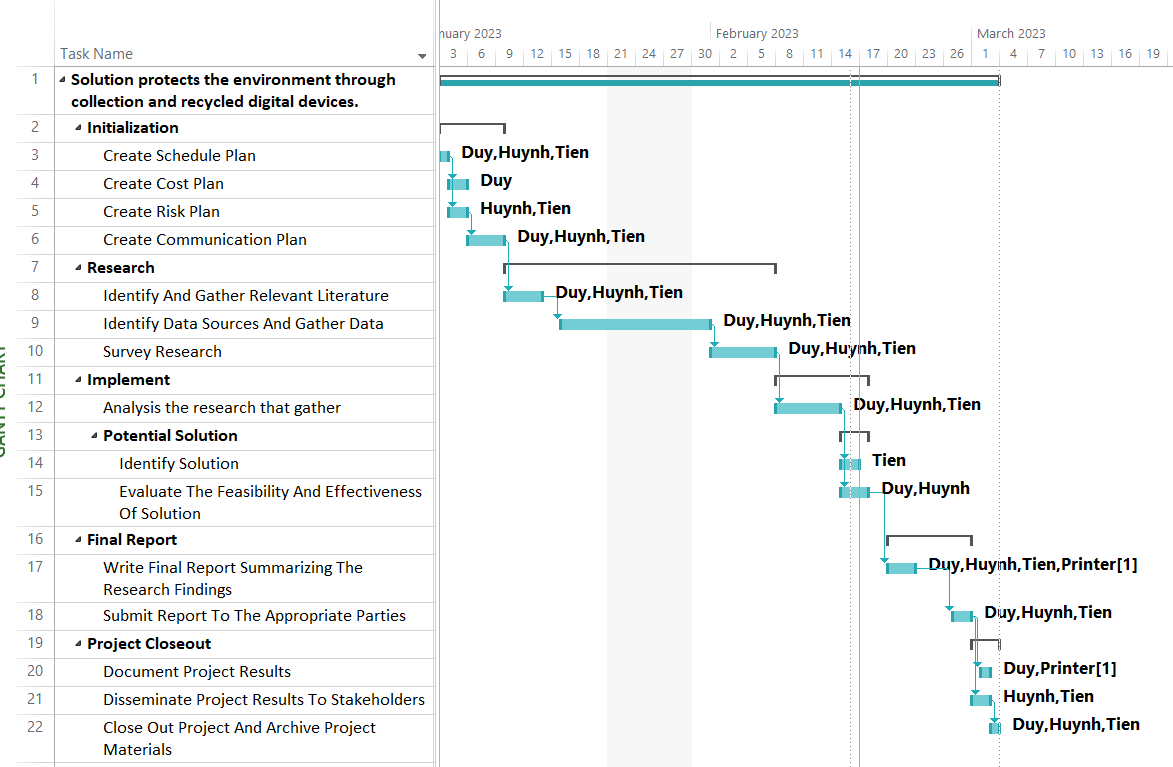 nuary 2023
February 2023
March 2023
Task Name
3 6 9 12 15 18 21 24 27 30 2 5 8 11 14 17 20 23 26 1 4 7 10 13 16 19
1 Solution protects the environment through
collection and recycled digital devices.
2 Initialization
3 Create Schedule Plan Duy,Huynh,Tien
4 Create Cost Plan Duy
5 Create Risk Plan Huynh,Tien
6 Create Communication Plan Duy,Huynh,Tien
7 Research
8 Identify And Gather Relevant Literature Duy,Huynh,Tien
9 Identify Data Sources And Gather Data Duy,Huynh,Tien
10 Survey Research Duy,Huynh,Tien
11 Implement
12 Analysis the research that gather Duy,Huynh,Tien
13 Potential Solution
14 Identify Solution Tien
15 Evaluate The Feasibility And Effectiveness Duy,Huynh
Of Solution
16 Final Report
17 Write Final Report Summarizing The Duy,Huynh,Tien,Printer[1]
Research Findings
18 Submit Report To The Appropriate Parties Duy,Huynh,Tien
19 Project Closeout
20 Document Project Results Duy,Printer[1]
21 Disseminate Project Results To Stakeholders Huynh,Tien
22 Close Out Project And Archive Project Duy,Huynh,Tien
Materials